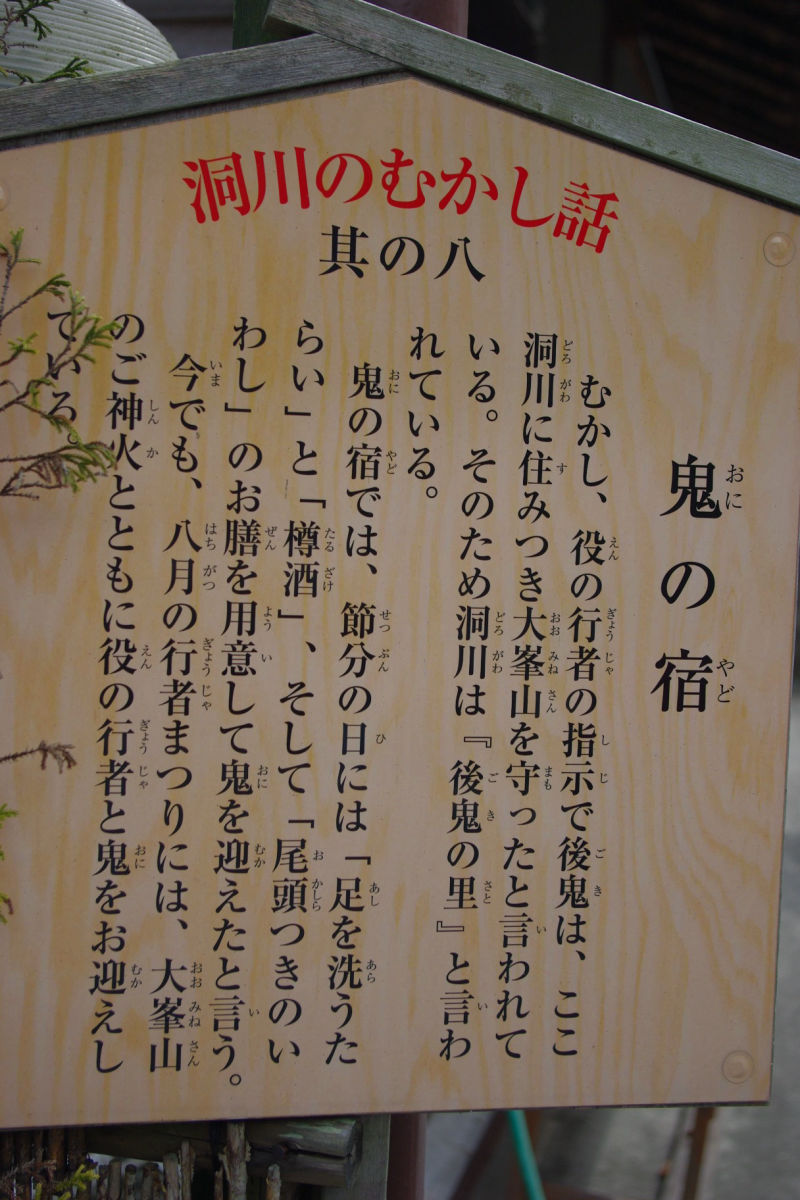 洞川のむかし話
其の八
鬼の宿
むかし、役の行者の指示で後鬼は、ここ
洞川に住みつき大峯山を守ったと言われて
いる。そのため洞川は『後鬼の里』と言わ
れている。
鬼の宿では、節分の日には「足を洗うた
らい」と「樽酒」、そして「尾頭つきのい
わし」のお膳を用意して鬼を迎えたと言う。
今でも、八月の行者まつりには、大峯山
のご神火とともに役の行者と鬼をお迎えし
ている。